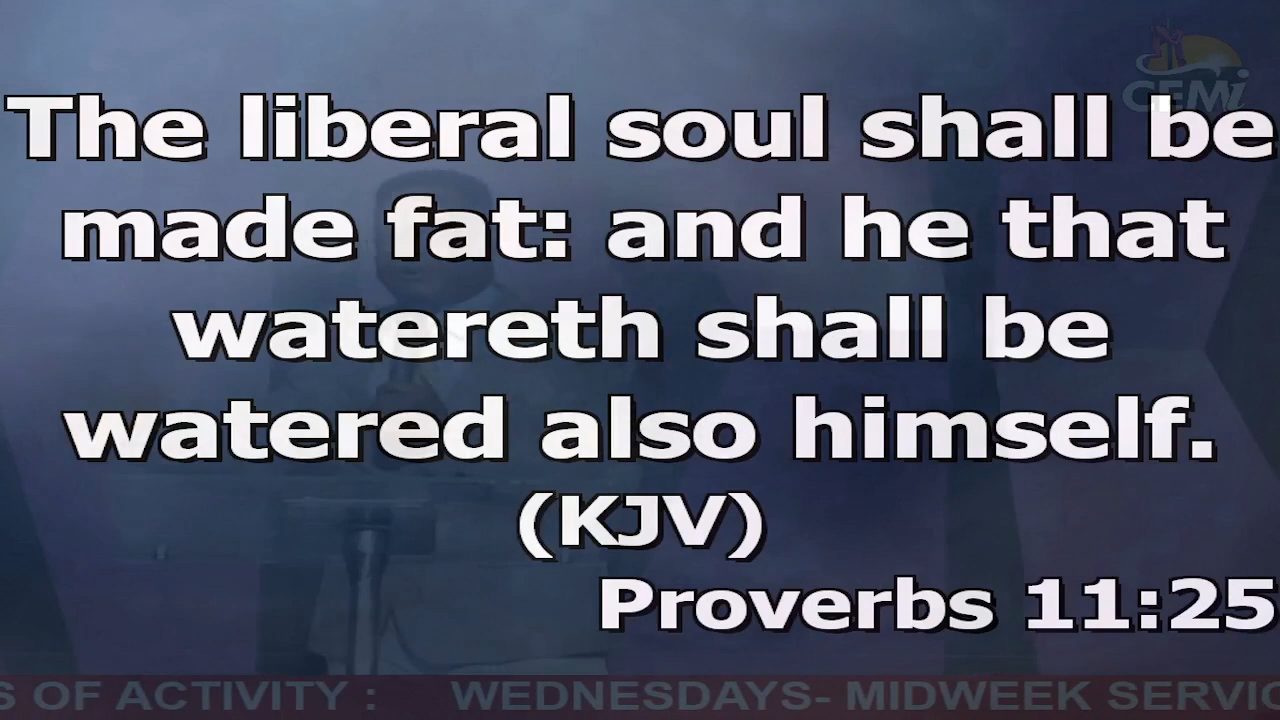 CEMi
The liberal soul shall be
made fat: and he that
watereth shall be
watered also himself.
(KJV)
Proverbs 11:25
S OF ACTIVITY : WEDNESDAYS- MIDWEEK SERVIC